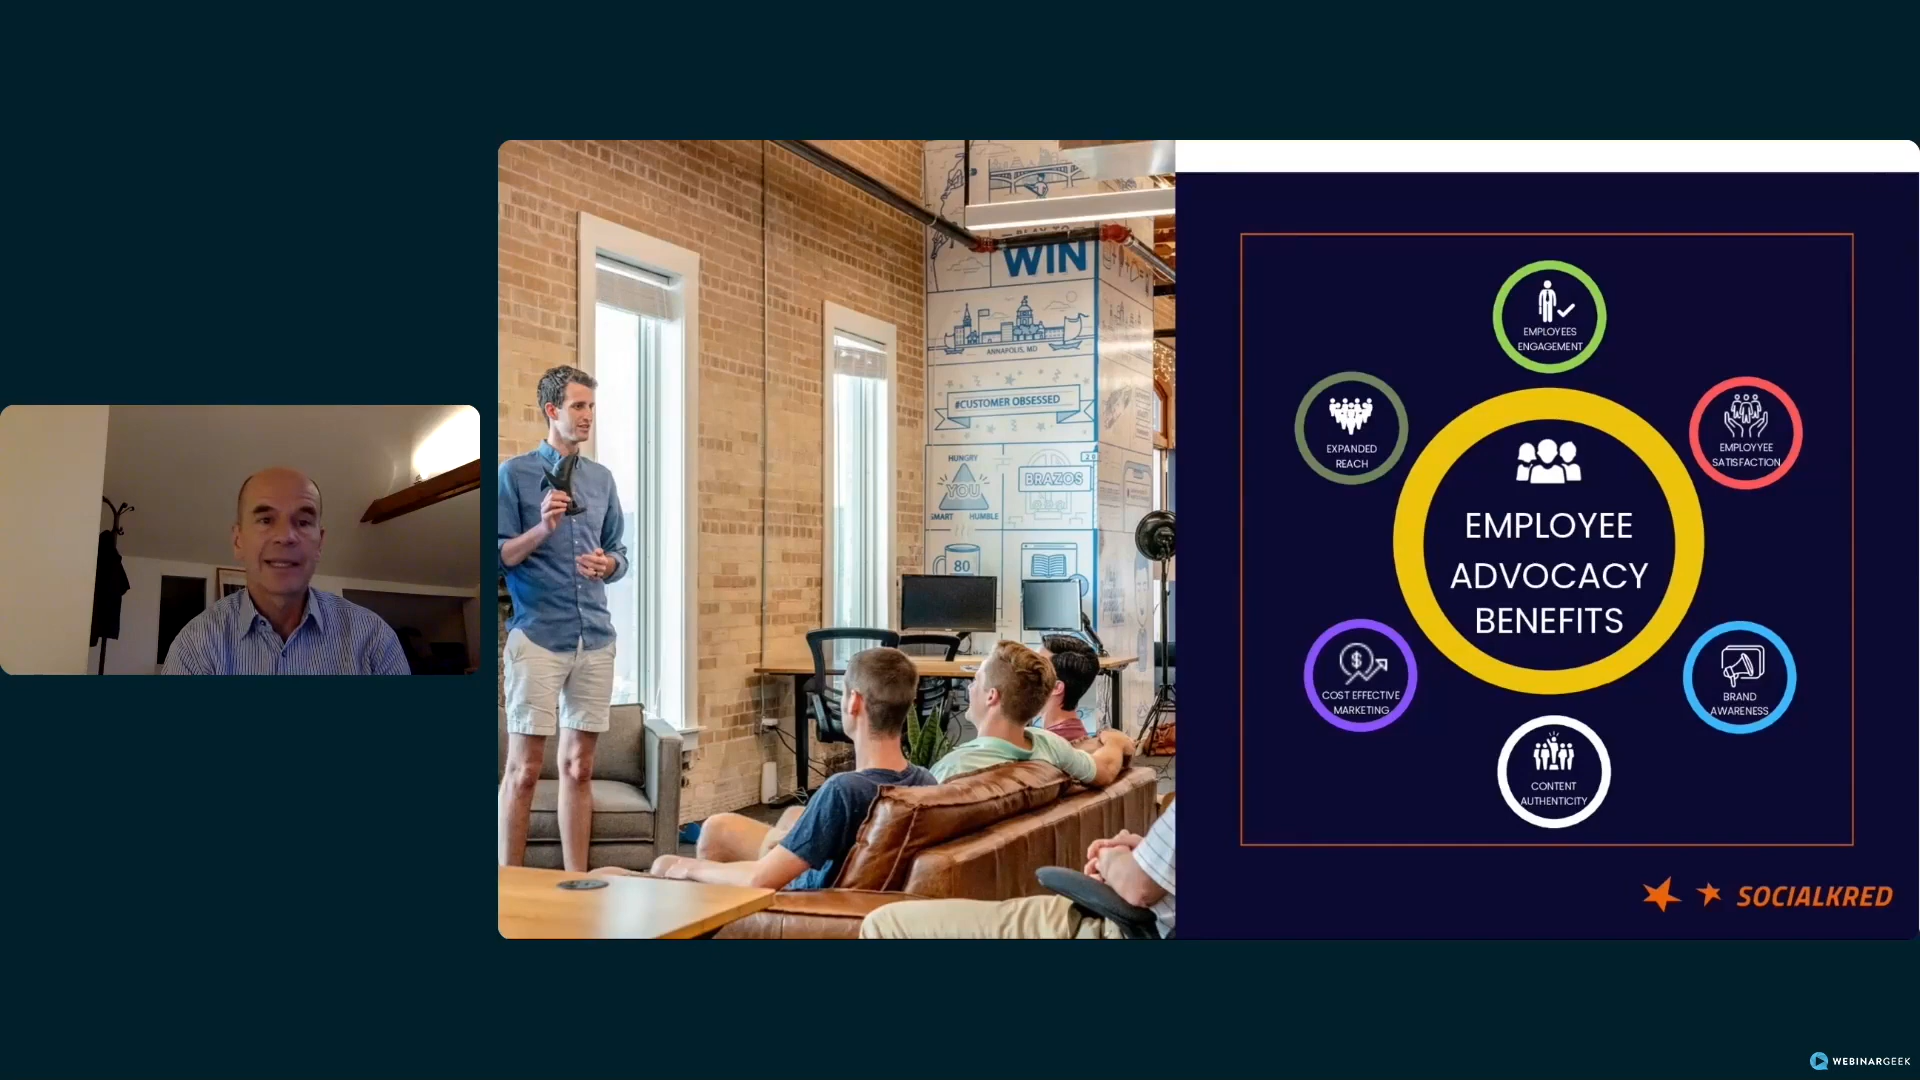 WIN
ANNAPOLIS, MD
#CUSTOMER OBSESSED
HUNGRY
YOU
SMART HUMBLE
BRAZOS
80
EMPLOYEES
ENGAGEMENT
EXPANDED
REACH
EMPLOYYEE
SATISFACTION
EMPLOYEE
ADVOCACY
BENEFITS
COST EFFECTIVE
MARKETING
BRAND
AWARENESS
CONTENT
AUTHENTICITY
SOCIALKRED
WEBINARGEEK